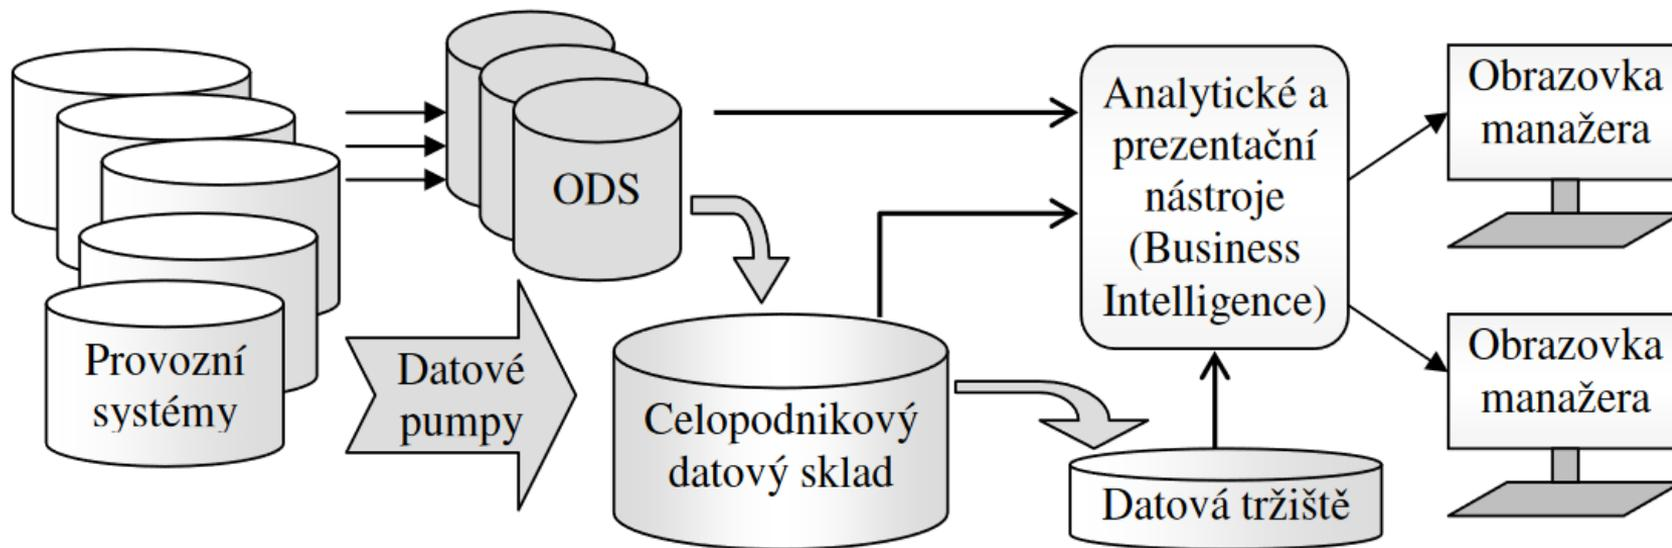 Provozní
systémy
ODS
Datové
pumpy
Celopodnikový
datový sklad
Datová tržiště
Analytické a
prezentační
nástroje
(Business
Intelligence)
Obrazovka
manažera
Obrazovka
manažera